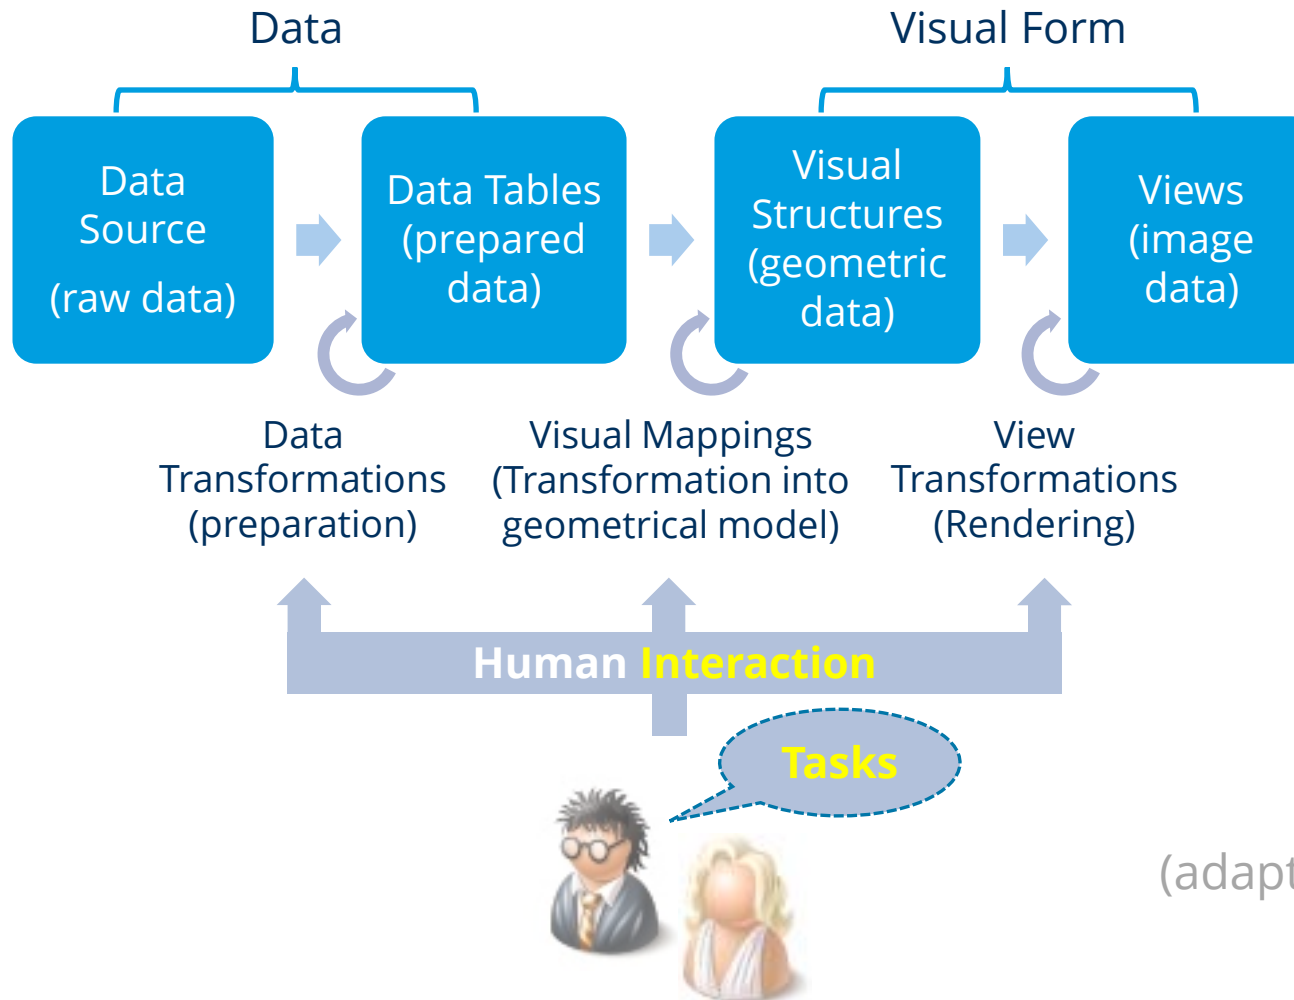 Data
Visual Form
Data
Source
(raw data)
Data Tables
(prepared
data)
Visual
Structures
(geometric
data)
Views
(image
data)
Data
Transformations
(preparation)
Visual Mappings
(Transformation into
geometrical model)
View
Transformations
(Rendering)
Human Interaction
Tasks
(adapt